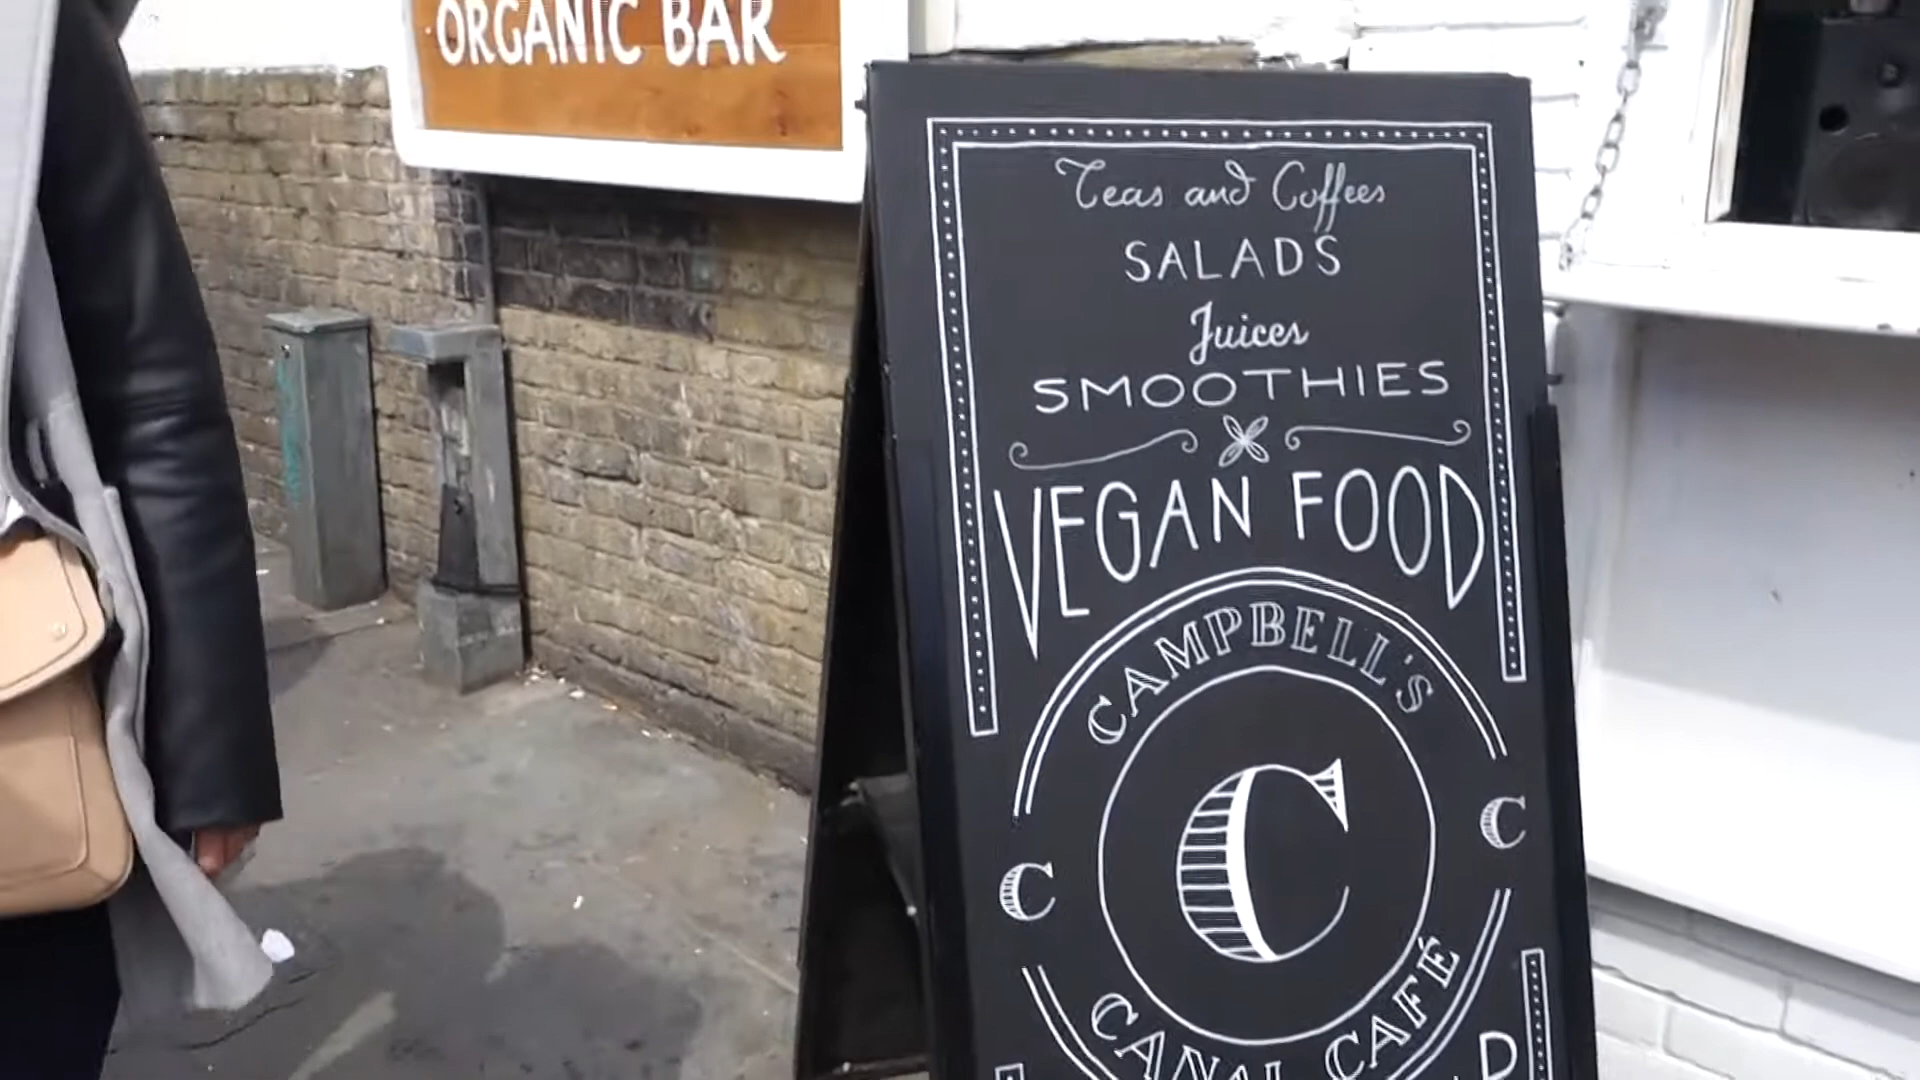 ORGANIC BAR
Teas and Coffees
SALADS
Juices
SMOOTHIES
VEGAN FOOD
CAMPBELL'S
C
C
C
CANAL CAFÉ